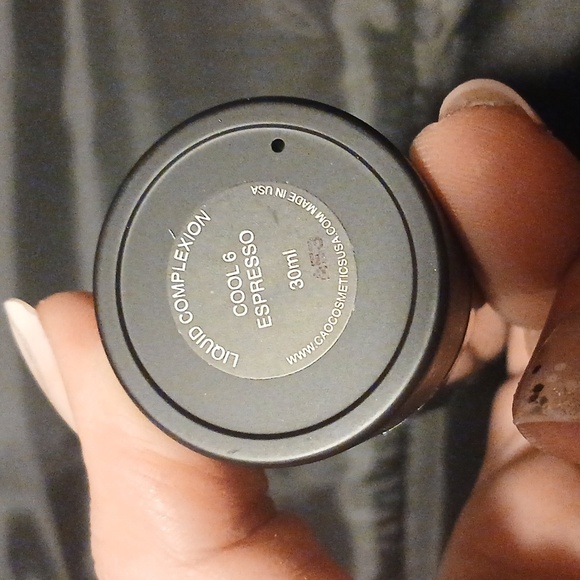 LIQUID COMPLEXION
COOL 6
ESPRESSO
30ml
WWW.CAOCOSMETICSUSA.COM MADE IN USA